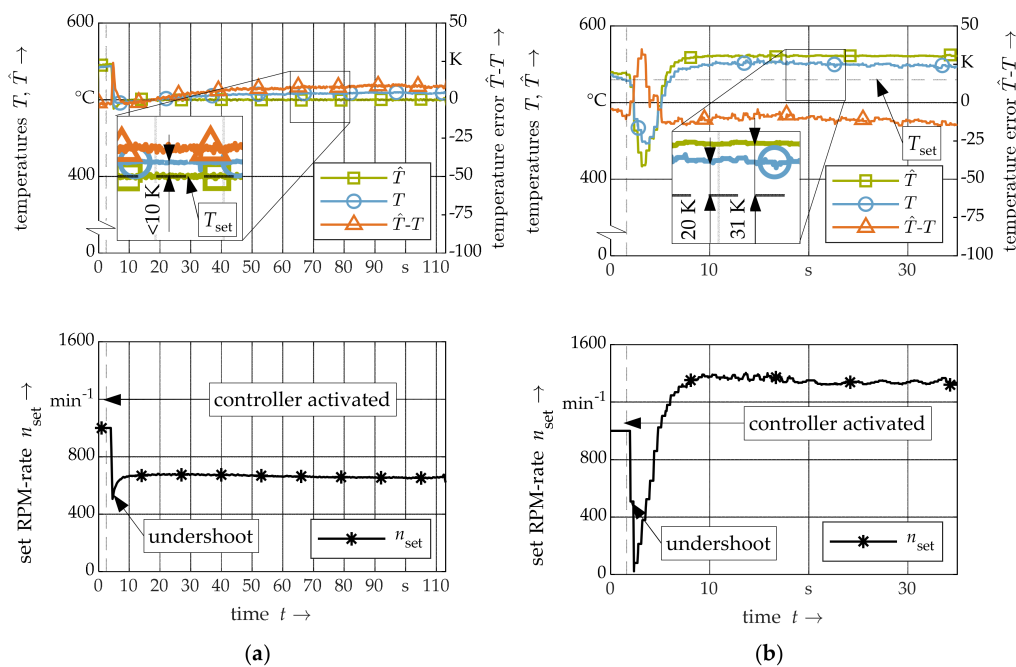 600
°C
400
0
temperatures T, T̂ →
50
K
0
-25
-50
-75
-100
temperature error T̂-T →
<10 K
T_set
T̂
T
T̂-T
0 10 20 30 40 50 60 70 80 90 s 110
600
°C
400
0
temperatures T, T̂ →
50
K
0
-25
-50
-75
-100
temperature error T̂-T →
20 K
31 K
T_set
T̂
T
T̂-T
0 10 s 30
1600
min⁻¹
800
400
0
set RPM-rate n_set →
controller activated
undershoot
n_set
0 10 20 30 40 50 60 70 80 90 s 110
time t →
1600
min⁻¹
800
400
0
set RPM-rate n_set →
controller activated
undershoot
n_set
0 10 s 30
time t →
(a)
(b)